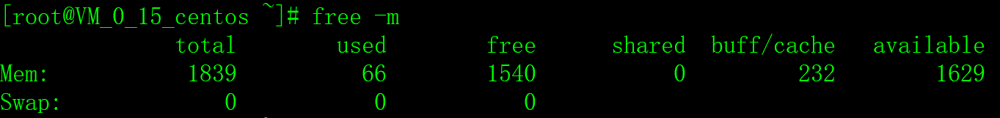 [root@VM_0_15_centos ~]# free -m
total used free shared buff/cache available
Mem: 1839 66 1540 0 232 1629
Swap: 0 0 0